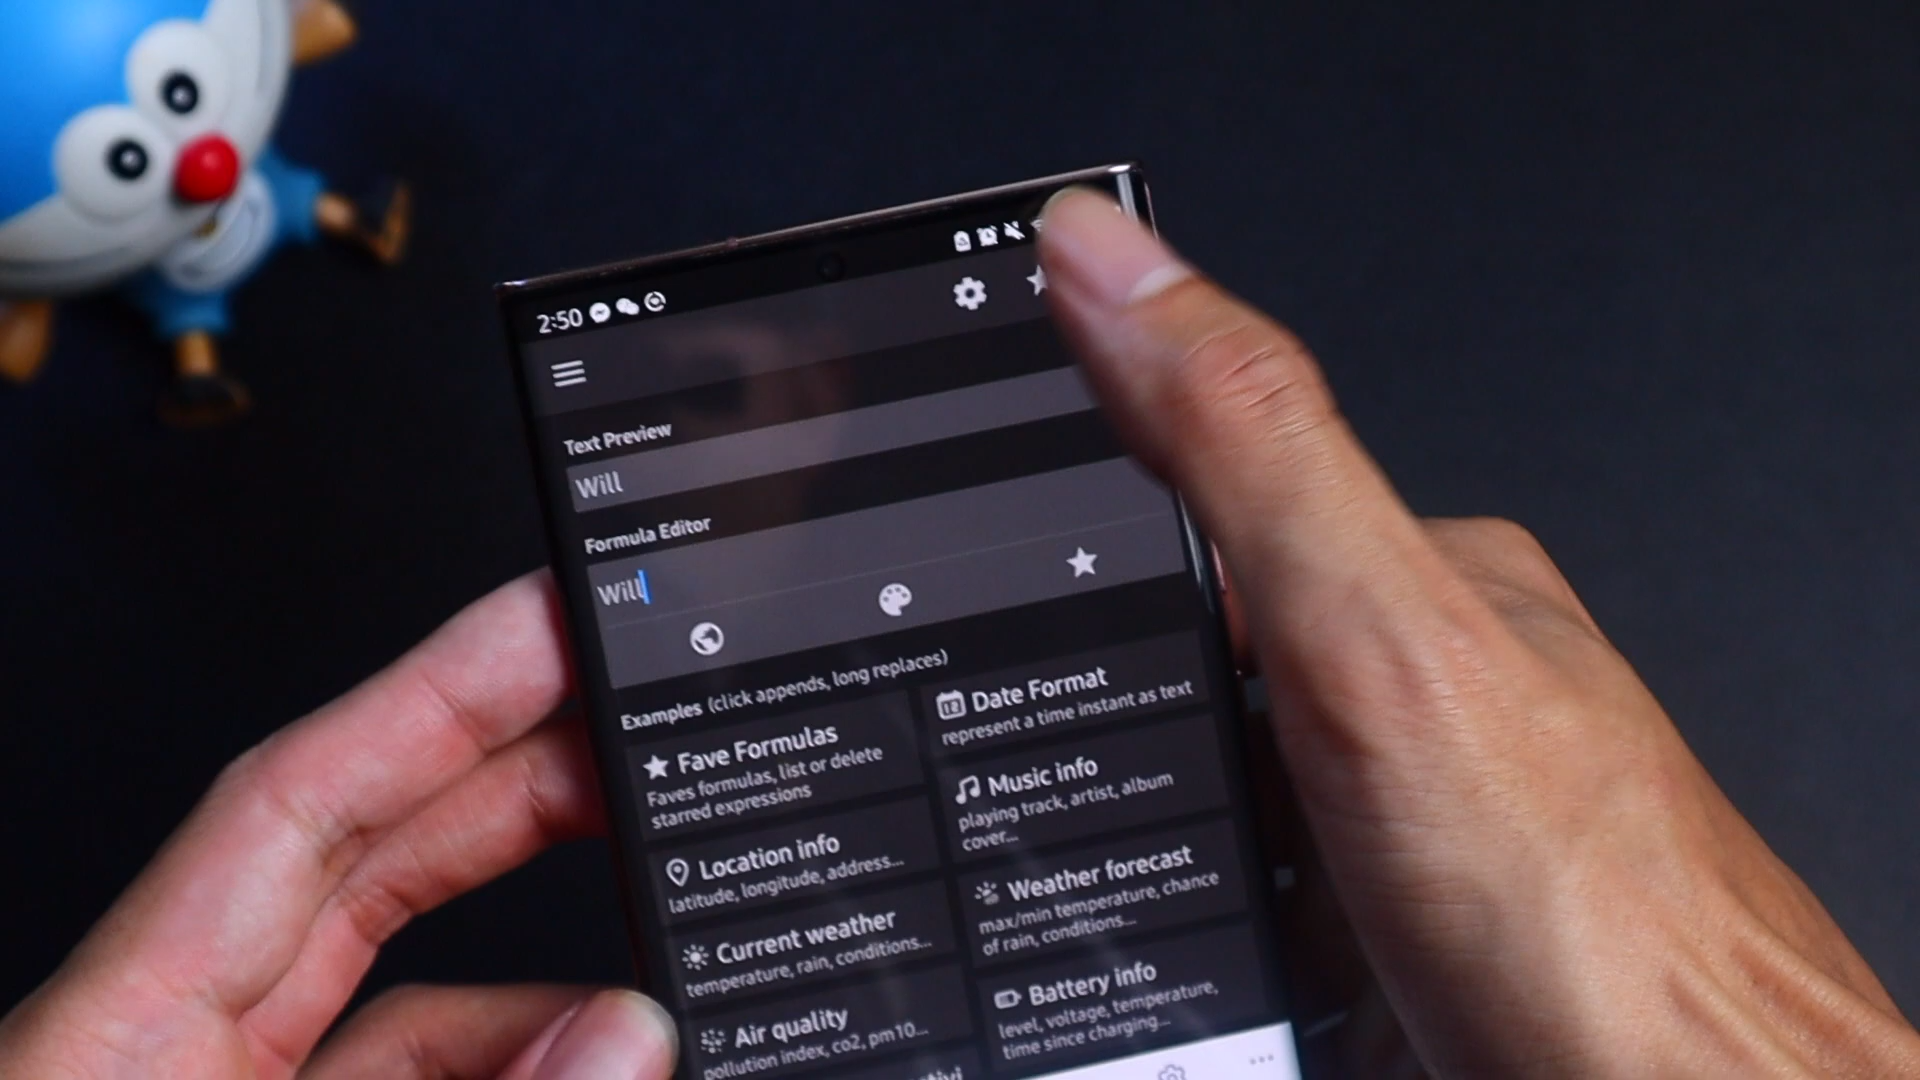 2:50
Text Preview
Will
Formula Editor
Will
Examples (click appends, long replaces)
Fave Formulas
Faves formulas, list or delete
starred expressions
Date Format
represent a time instant as text
Location info
latitude, longitude, address...
Music info
playing track, artist, album
cover...
Current weather
temperature, rain, conditions...
Weather forecast
max/min temperature, chance
of rain, conditions...
Air quality
pollution index, co2, pm10...
Battery info
level, voltage, temperature,
time since charging...